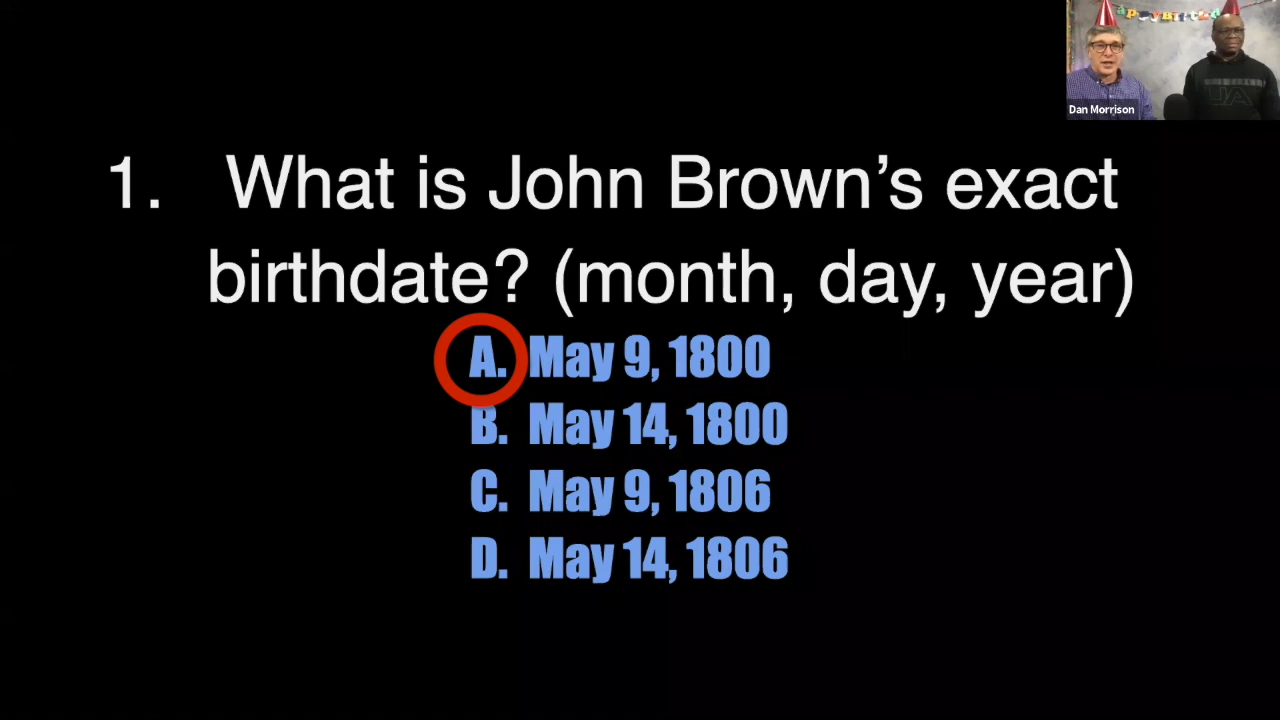 Dan Morrison
1. What is John Brown’s exact
birthdate? (month, day, year)
A. May 9, 1800
B. May 14, 1800
C. May 9, 1806
D. May 14, 1806